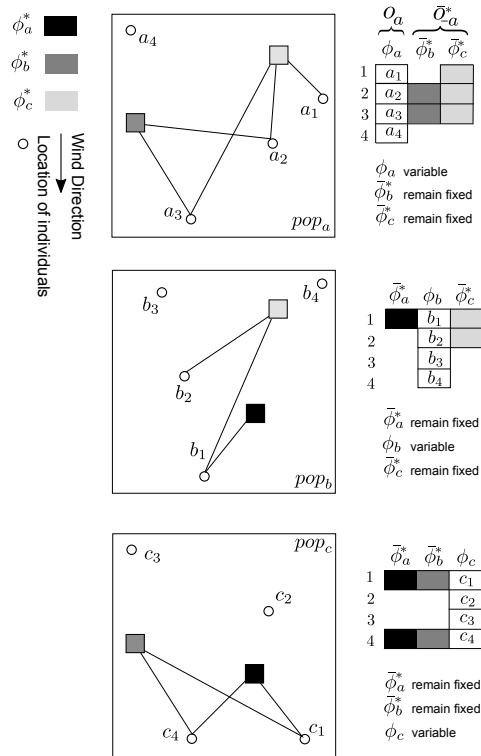 ϕ*a
ϕ*b
ϕ*c
Wind Direction
Location of individuals
a4
a1
a2
a3
popa
Oa Ō-a*
ϕa ϕ̄b* ϕ̄c*
1 a1
2 a2
3 a3
4 a4
ϕa variable
ϕ̄b* remain fixed
ϕ̄c* remain fixed
b3
b4
b2
b1
popb
ϕ̄a* ϕb ϕ̄c*
1 b1
2 b2
3 b3
4 b4
ϕ̄a* remain fixed
ϕb variable
ϕ̄c* remain fixed
popc
c3
c2
c4
c1
ϕ̄a* ϕ̄b* ϕc
1 c1
2 c2
3 c3
4 c4
ϕ̄a* remain fixed
ϕ̄b* remain fixed
ϕc variable